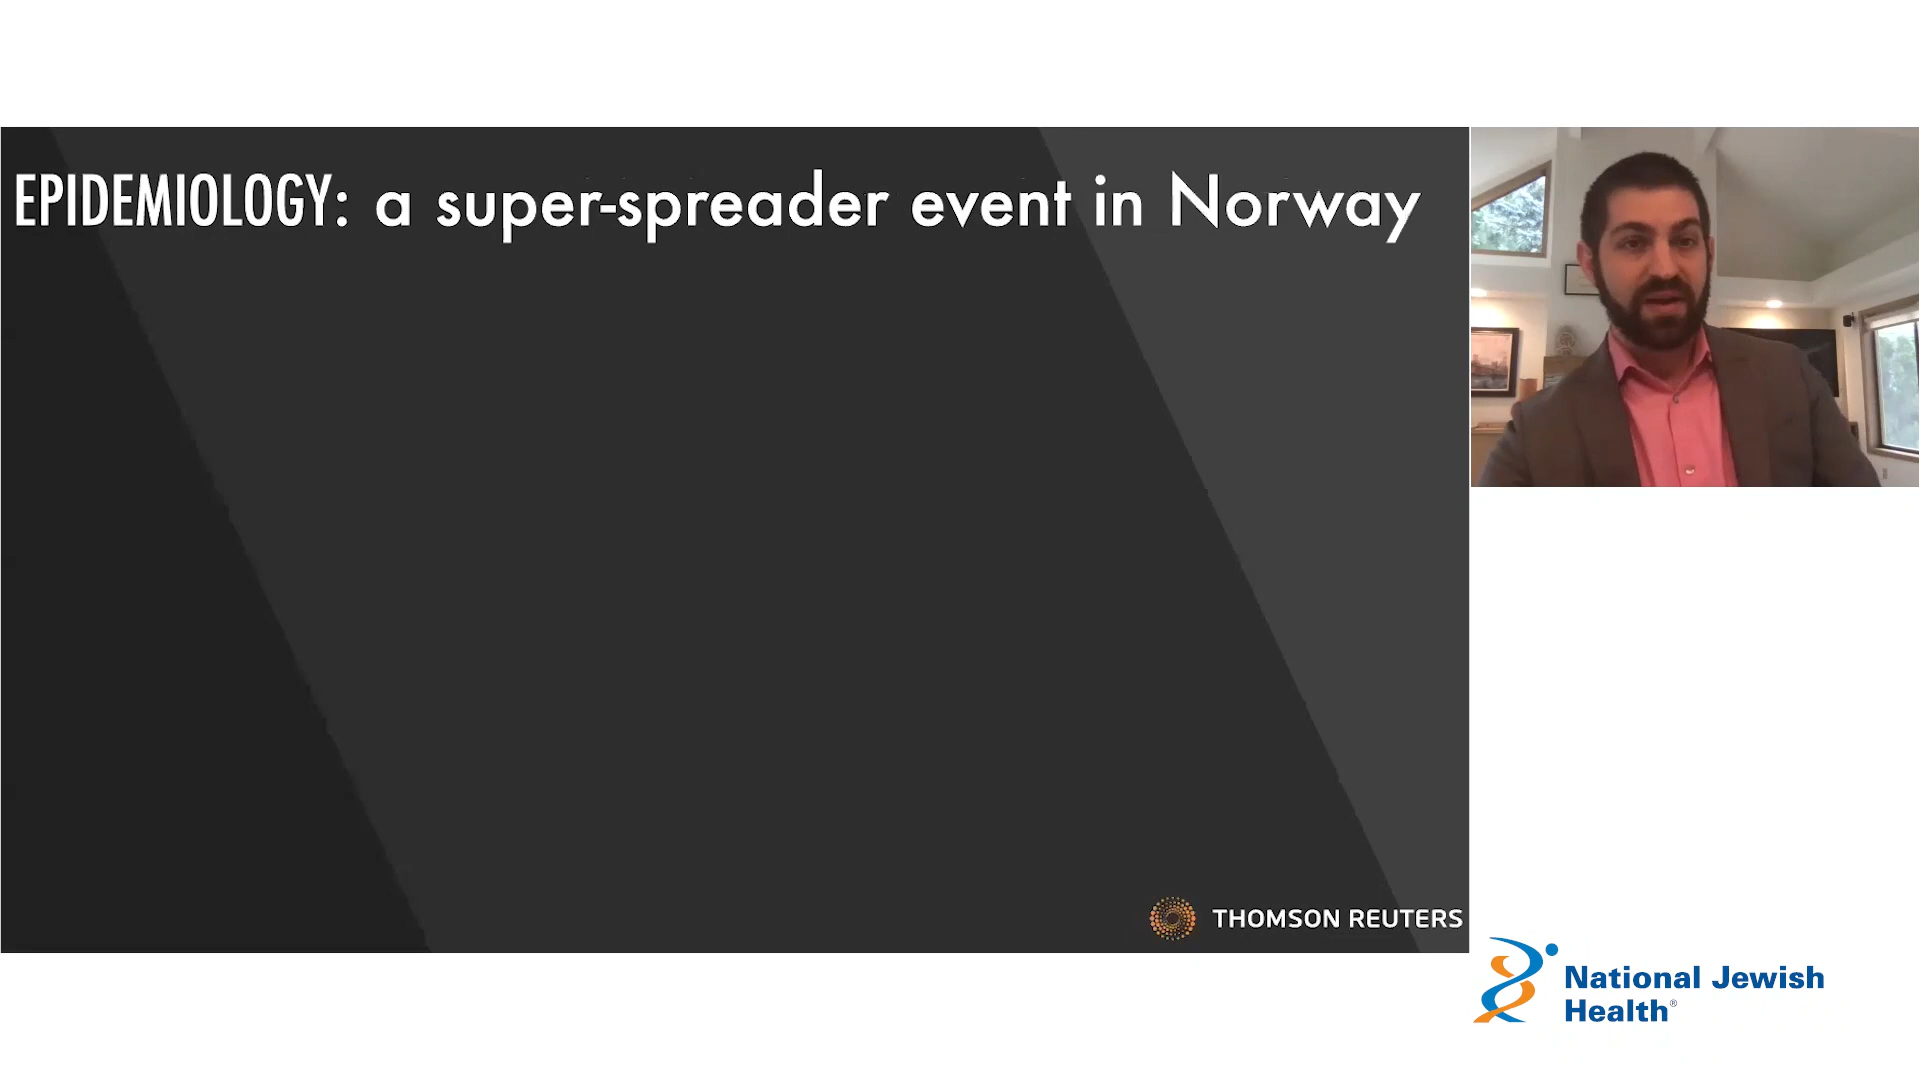 EPIDEMIOLOGY: a super-spreader event in Norway
THOMSON REUTERS
National Jewish
Health®